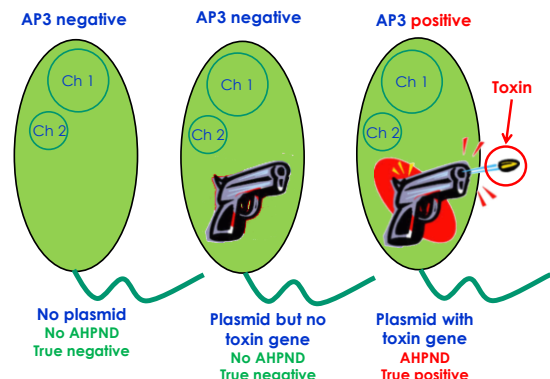 AP3 negative
Ch 1
Ch 2
No plasmid
No AHPND
True negative
AP3 negative
Ch 1
Ch 2
Plasmid but no
toxin gene
No AHPND
True negative
AP3 positive
Ch 1
Ch 2
Toxin
Plasmid with
toxin gene
AHPND
True positive